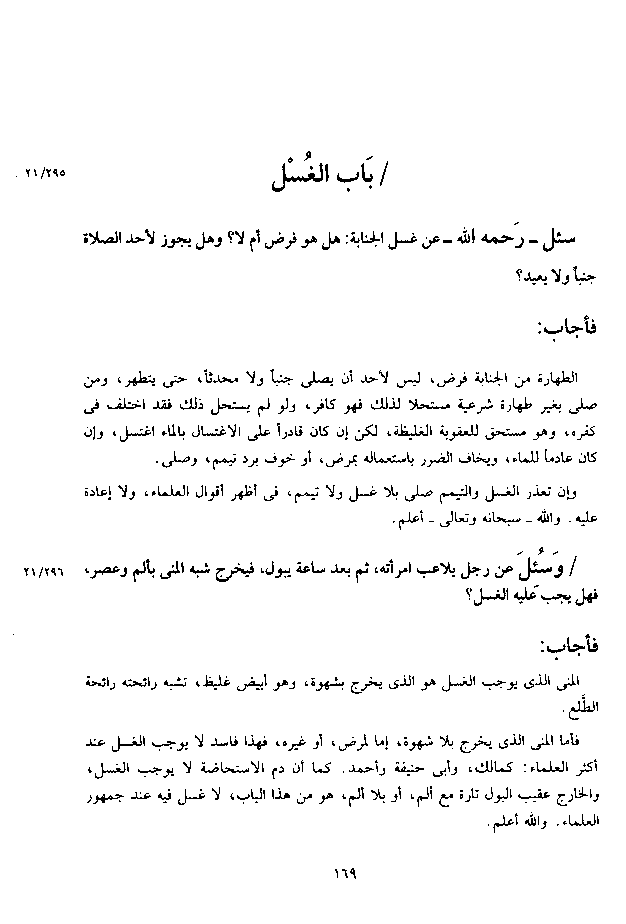 / بَاب الغُسْل ٢١/٢٩٥
سئل ـ رَحمه الله ـ عن غسل الجنابة: هل هو فرض أم لا؟ وهل يجوز لأحد الصلاة
جنباً ولا يعيد؟
فأجاب:
الطهارة من الجنابة فرض، ليس لأحد أن يصلى جنباً ولا محدثاً، حتى يتطهر، ومن
صلى بغير طهارة شرعية مستحلا لذلك فهو كافر، ولو لم يستحل ذلك فقد اختلف فى
كفره، وهو مستحق للعقوبة الغليظة، لكن إن كان قادراً على الاغتسال بالماء اغتسل، وإن
كان عادماً للماء، ويخاف الضرر باستعماله بمرض، أو خوف برد تيمم، وصلى.
وإن تعذر الغسل والتيمم صلى بلا غسل ولا تيمم، فى أظهر أقوال العلماء، ولا إعادة
عليه. والله ـ سبحانه وتعالى ـ أعلم.
/ وَسُئلَ عن رجل يلاعب امرأته، ثم بعد ساعة يبول، فيخرج شبه المنى بألم وعصر، ٢١/٢٩٦
فهل يجب عليه الغسل؟
فأجاب:
المنى الذى يوجب الغسل هو الذى يخرج بشهوة، وهو أبيض غليظ، تشبه رائحته رائحة
الطَّلع.
فأما المنى الذى يخرج بلا شهوة، إما لمرض، أو غيره، فهذا فاسد لا يوجب الغسل عند
أكثر العلماء: كمالك، وأبى حنيفة وأحمد. كما أن دم الاستحاضة لا يوجب الغسل،
والخارج عقيب البول تارة مع ألم، أو بلا ألم، هو من هذا الباب، لا غسل فيه عند جمهور
العلماء. والله أعلم.
١٦٩